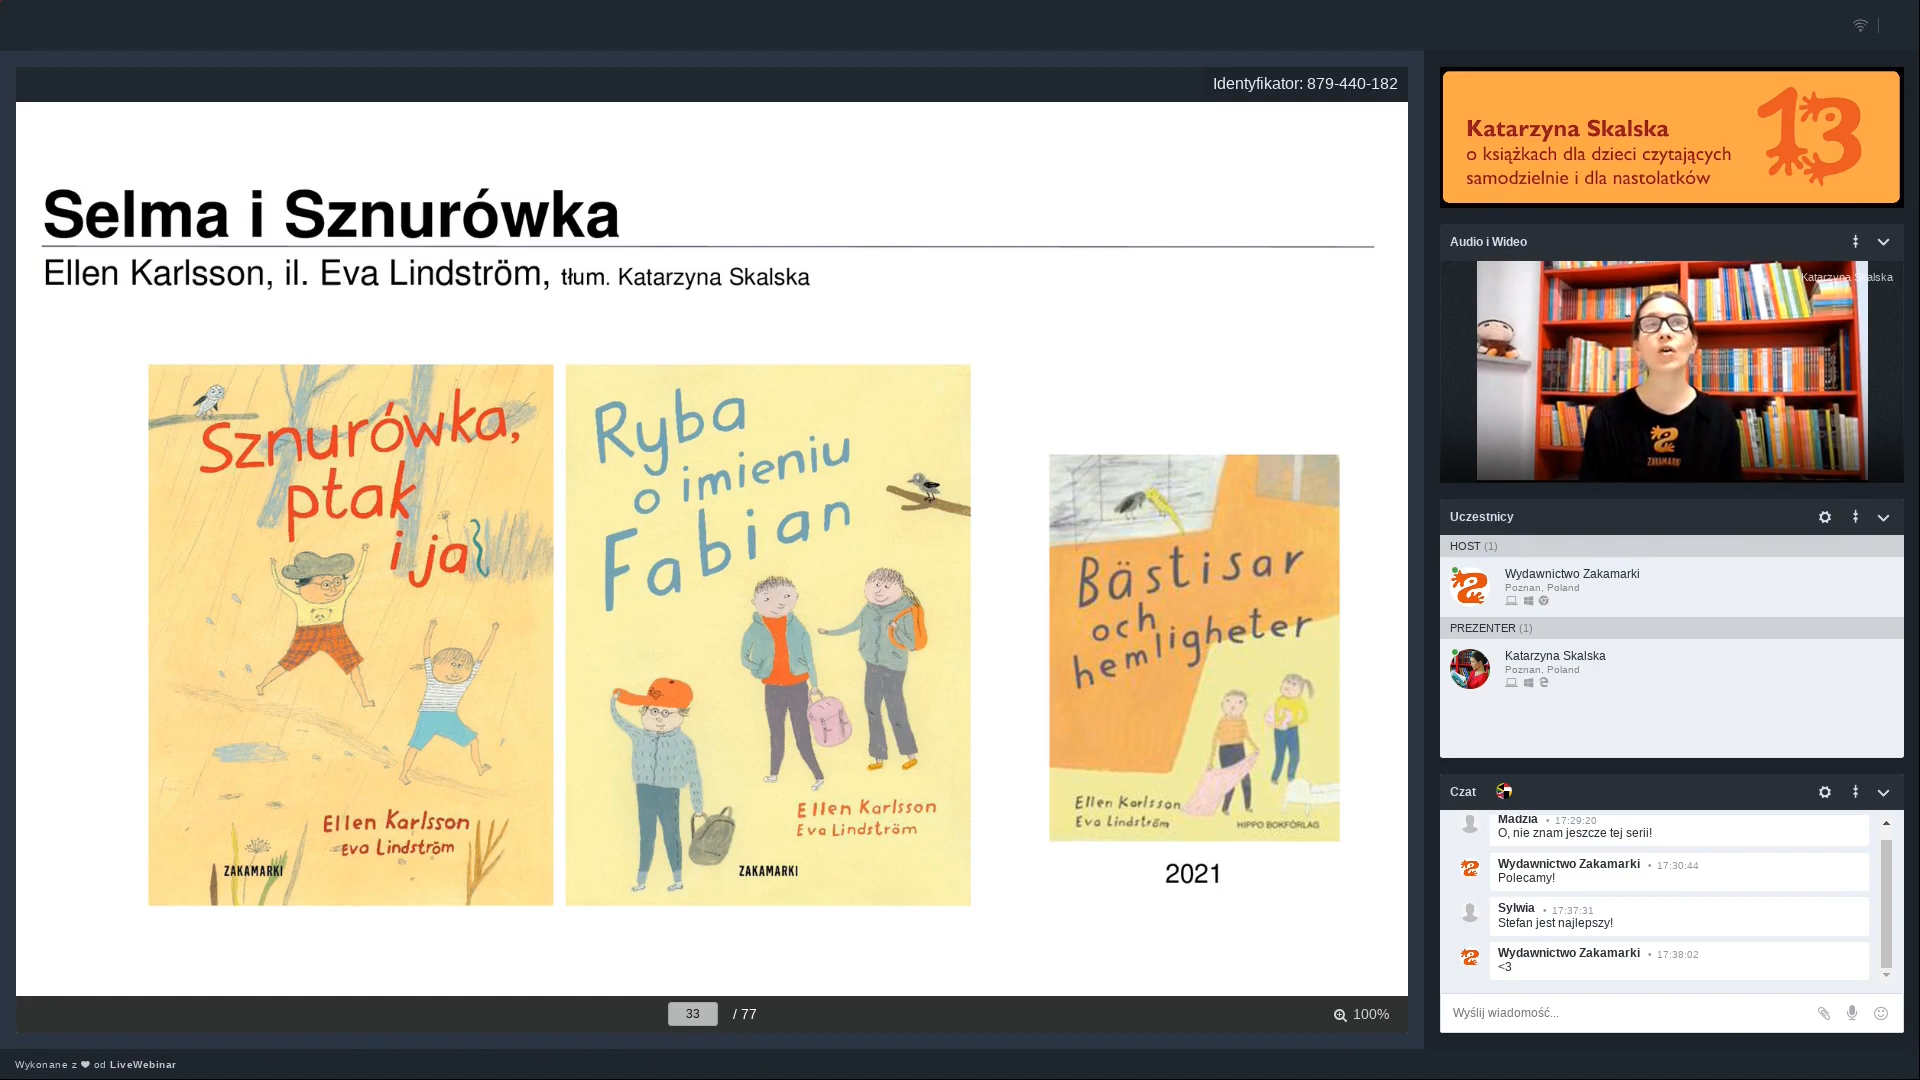 Identyfikator: 879-440-182
Selma i Sznurówka
Ellen Karlsson, il. Eva Lindström, tłum. Katarzyna Skalska
Sznurówka,
ptak
i ja
Ellen Karlsson
Eva Lindström
ZAKAMARKI
Ryba
o imieniu
Fabian
Ellen Karlsson
Eva Lindström
ZAKAMARKI
Bästisar
och
hemligheter
Ellen Karlsson
Eva Lindström
HIPPO BOKFÖRLAG
2021
33 / 77
100%
Wykonane z od LiveWebinar
Katarzyna Skalska
o książkach dla dzieci czytających
samodzielnie i dla nastolatków
13
Audio i Wideo
Katarzyna Skalska
ZAKAMARKI
Uczestnicy
HOST (1)
Wydawnictwo Zakamarki
Poznan, Poland
PREZENTER (1)
Katarzyna Skalska
Poznan, Poland
Czat
Madzia • 17:29:20
O, nie znam jeszcze tej serii!
Wydawnictwo Zakamarki • 17:30:44
Polecamy!
Sylwia • 17:37:31
Stefan jest najlepszy!
Wydawnictwo Zakamarki • 17:38:02
<3
Wyślij wiadomość...